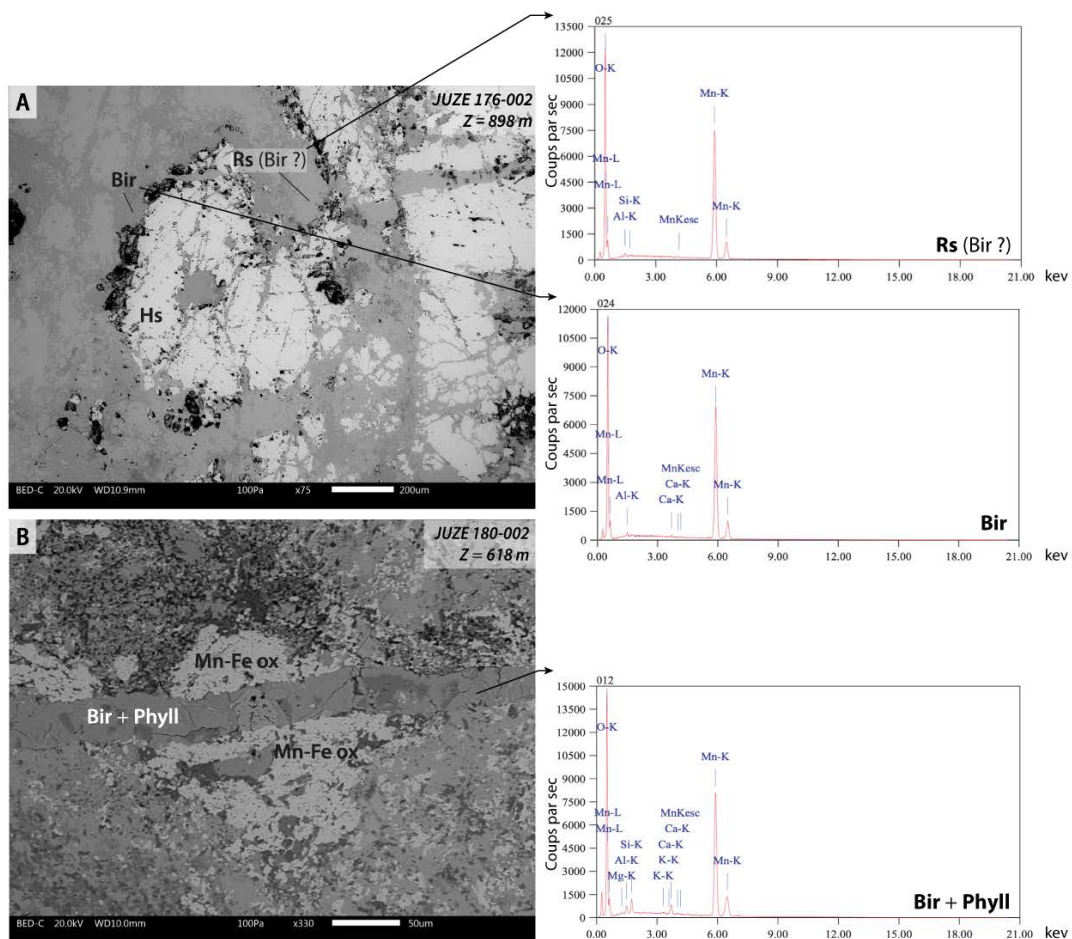 A
JUZE 176-002
Z = 898 m
Bir
Rs (Bir ?)
Hs
BED-C 20.0kV WD10.9mm 100Pa x75 200um
025
Coups par sec
13500
12000
10500
9000
7500
6000
4500
3000
1500
0
O-K
Mn-L
Mn-L
Si-K
Al-K
MnKesc
Mn-K
Mn-K
Rs (Bir ?)
0.00 3.00 6.00 9.00 12.00 15.00 18.00 21.00 kev
024
Coups par sec
12000
10500
9000
7500
6000
4500
3000
1500
0
O-K
Mn-L
Mn-L
Al-K
MnKesc
Ca-K
Ca-K
Mn-K
Mn-K
Bir
0.00 3.00 6.00 9.00 12.00 15.00 18.00 21.00 kev
B
JUZE 180-002
Z = 618 m
Mn-Fe ox
Bir + Phyll
Mn-Fe ox
BED-C 20.0kV WD10.0mm 100Pa x330 50um
012
Coups par sec
15000
13500
12000
10500
9000
7500
6000
4500
3000
1500
0
O-K
Mn-L
Mn-L
Si-K
Al-K
Mg-K
MnKesc
Ca-K
Ca-K
K-K
K-K
Mn-K
Mn-K
Bir + Phyll
0.00 3.00 6.00 9.00 12.00 15.00 18.00 21.00 kev